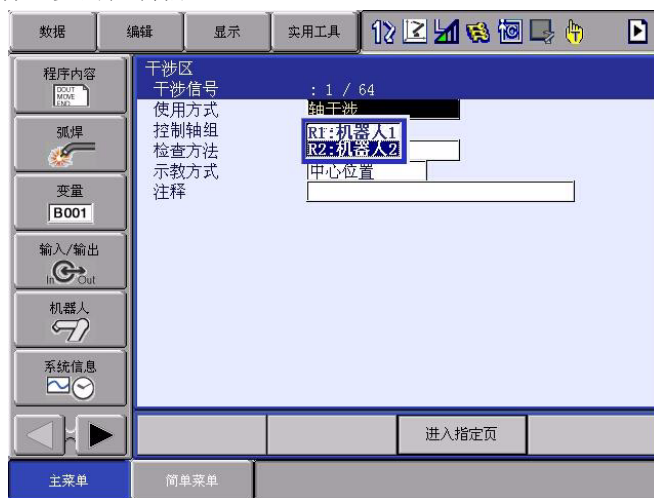 数据 编辑 显示 实用工具
程序内容
DOUT
MOVE
END
弧焊
变量
B001
输入/输出
In Out
机器人
系统信息
干涉区
干涉信号 : 1 / 64
使用方式 轴干涉
控制轴组 R1:机器人1
检查方法 R2:机器人2
示教方式 中心位置
注释
进入指定页
主菜单 简单菜单